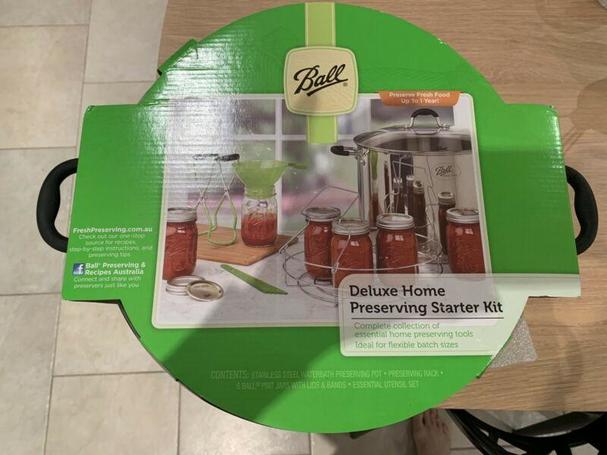 Ball®
Preserve Fresh Food
Up To 1 Year!
Ball
FreshPreserving.com.au
Check out our one-stop
source for recipes,
step-by-step instructions, and
preserving tips
f Ball® Preserving &
Recipes Australia
Connect and share with
preservers just like you
Deluxe Home
Preserving Starter Kit
Complete collection of
essential home preserving tools
Ideal for flexible batch sizes
CONTENTS: STAINLESS STEEL WATERBATH PRESERVING POT • PRESERVING RACK •
6 BALL® PINT JARS WITH LIDS & BANDS • ESSENTIAL UTENSIL SET